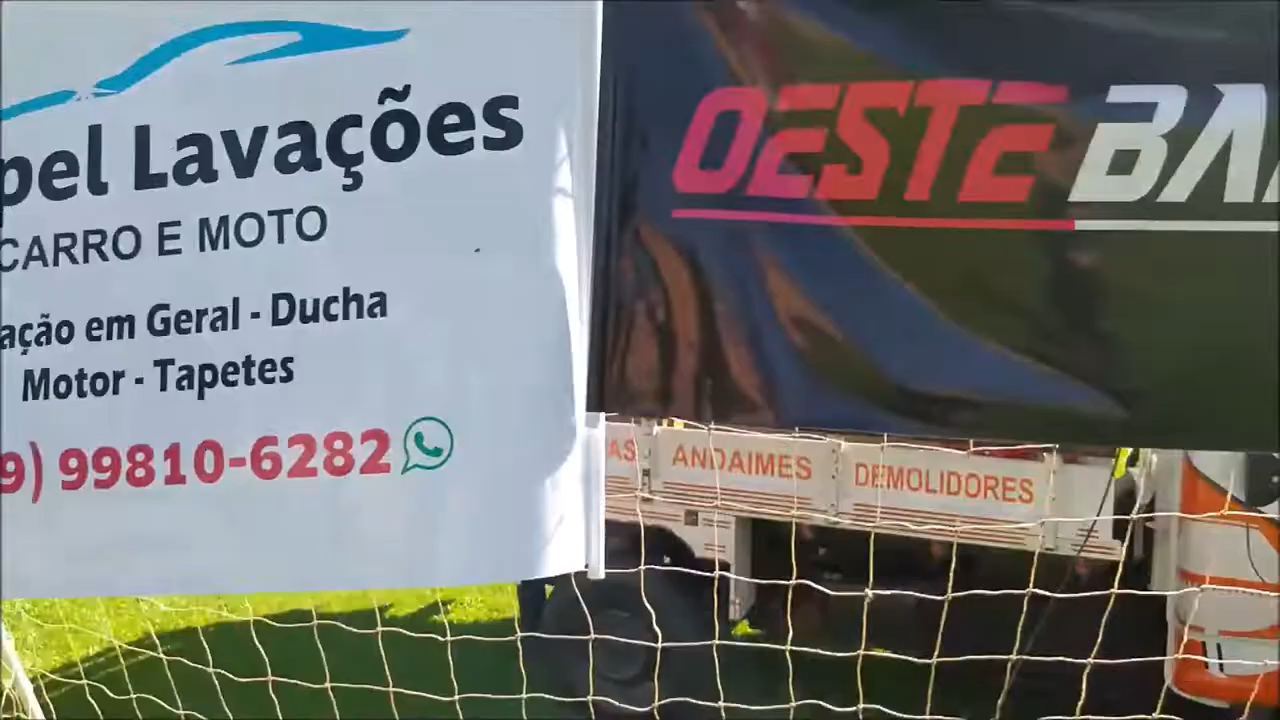 pel Lavações
CARRO E MOTO
ação em Geral - Ducha
Motor - Tapetes
9) 99810-6282
OESTE BA
AS ANDAIMES DEMOLIDORES